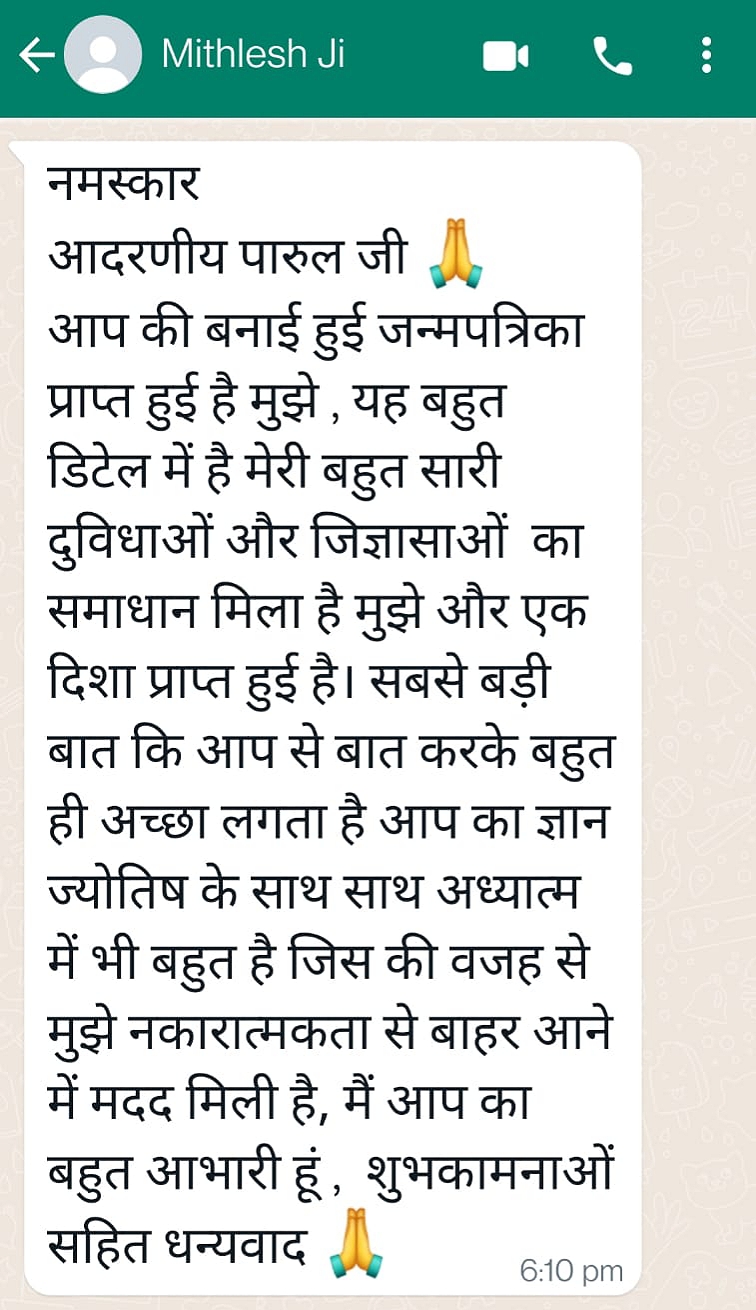 Mithlesh Ji
नमस्कार
आदरणीय पारुल जी 🙏
आप की बनाई हुई जन्मपत्रिका
प्राप्त हुई है मुझे , यह बहुत
डिटेल में है मेरी बहुत सारी
दुविधाओं और जिज्ञासाओं  का
समाधान मिला है मुझे और एक
दिशा प्राप्त हुई है। सबसे बड़ी
बात कि आप से बात करके बहुत
ही अच्छा लगता है आप का ज्ञान
ज्योतिष के साथ साथ अध्यात्म
में भी बहुत है जिस की वजह से
मुझे नकारात्मकता से बाहर आने
में मदद मिली है, मैं आप का
बहुत आभारी हूं ,  शुभकामनाओं
सहित धन्यवाद 🙏
6:10 pm